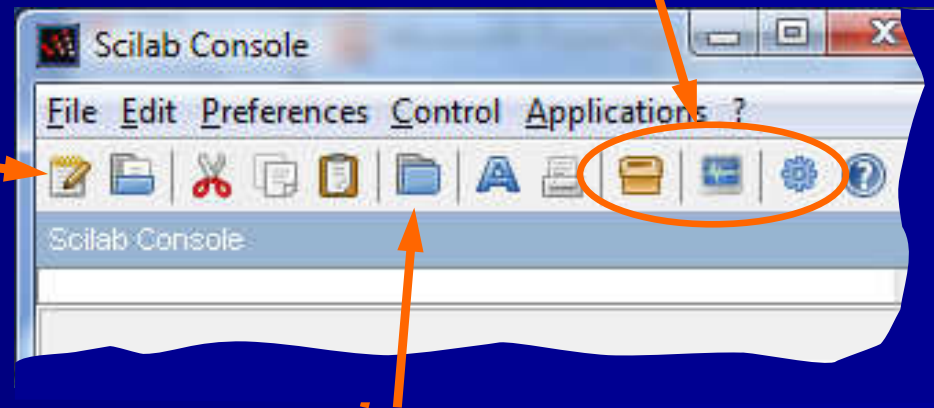 Scilab Console
File Edit Preferences Control Applications ?
Scilab Console